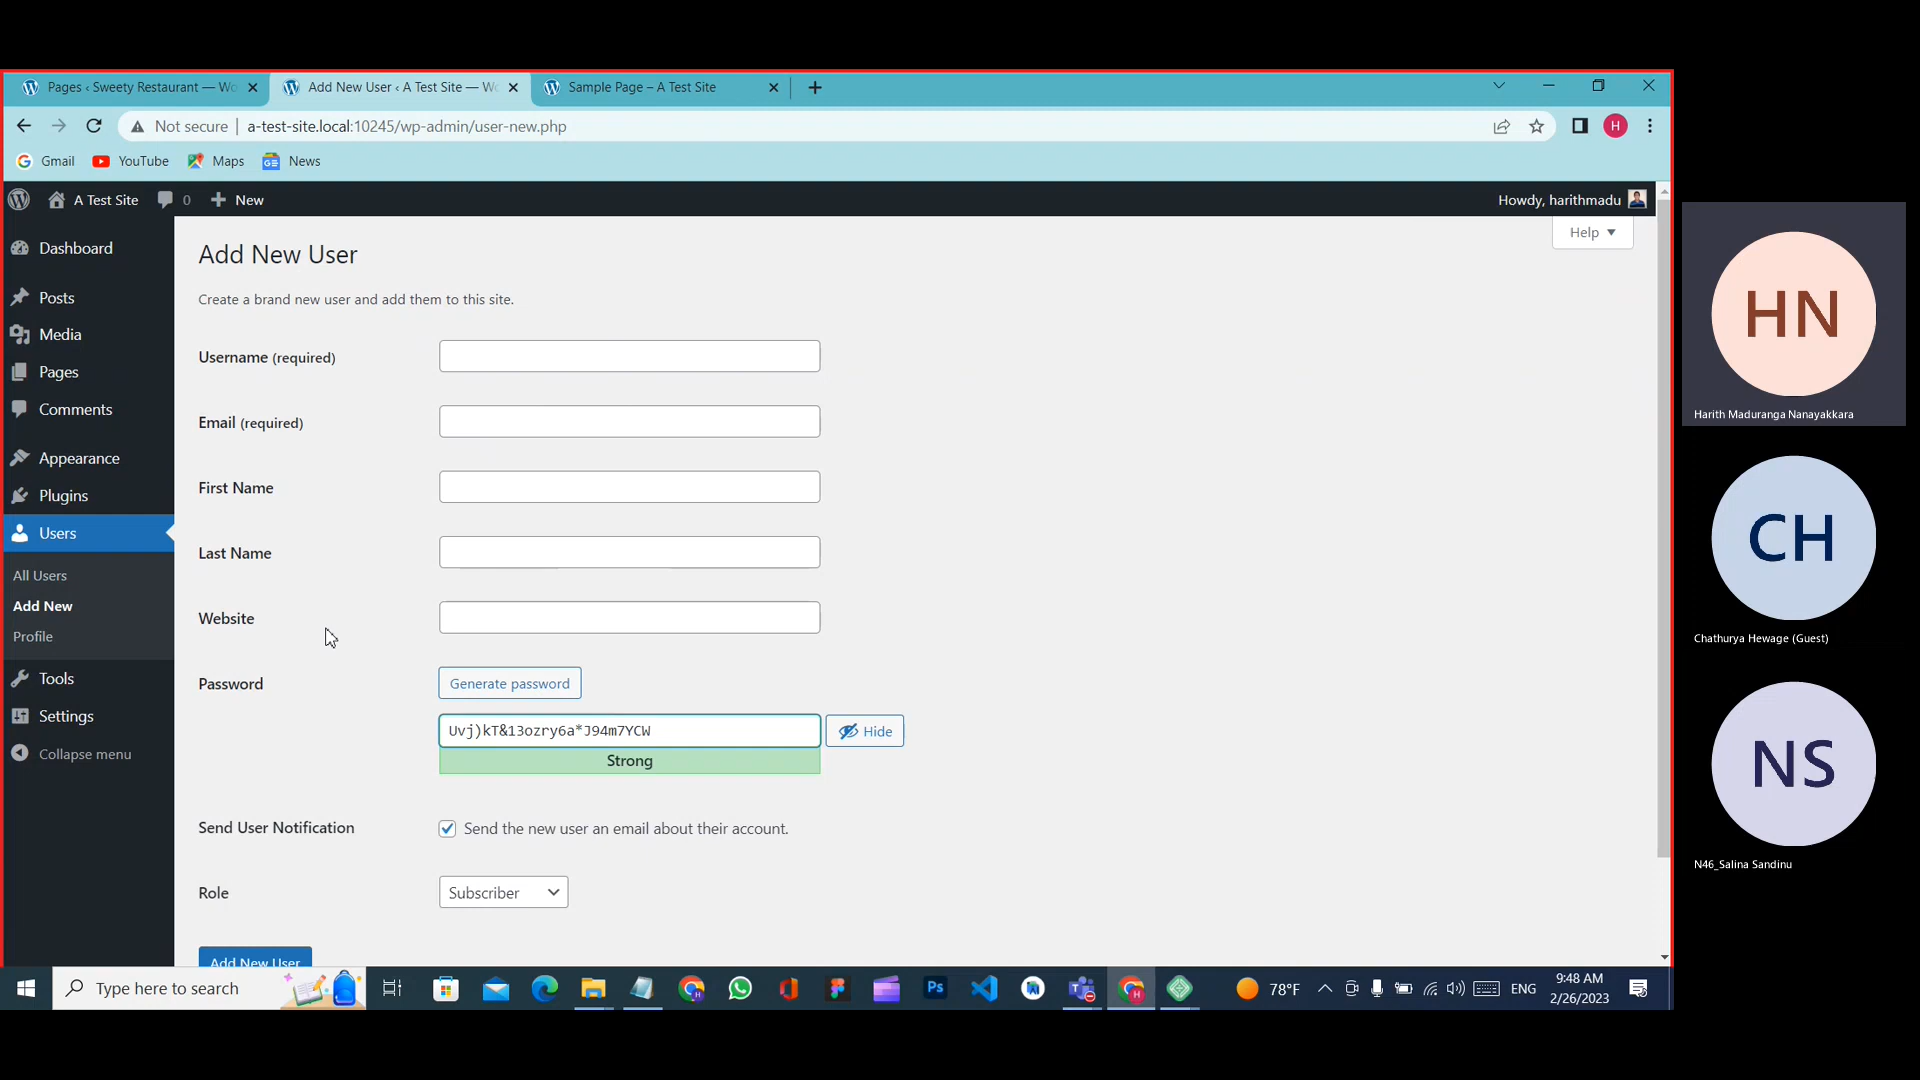 Pages ‹ Sweety Restaurant — Wo
Add New User ‹ A Test Site — Wo
Sample Page – A Test Site
Not secure
a-test-site.local:10245/wp-admin/user-new.php
H
Gmail
YouTube
Maps
News
A Test Site
0
New
Howdy, harithmadu
Help
Dashboard
Posts
Media
Pages
Comments
Appearance
Plugins
Users
All Users
Add New
Profile
Tools
Settings
Collapse menu
Add New User
Create a brand new user and add them to this site.
Username (required)
Email (required)
First Name
Last Name
Website
Password
Generate password
Uvj)kT&13ozry6a*J94m7YCW
Hide
Strong
Send User Notification
Send the new user an email about their account.
Role
Subscriber
Add New User
HN
Harith Maduranga Nanayakkara
CH
Chathurya Hewage (Guest)
NS
N46_Salina Sandinu
Type here to search
Ps
78°F
ENG
9:48 AM
2/26/2023